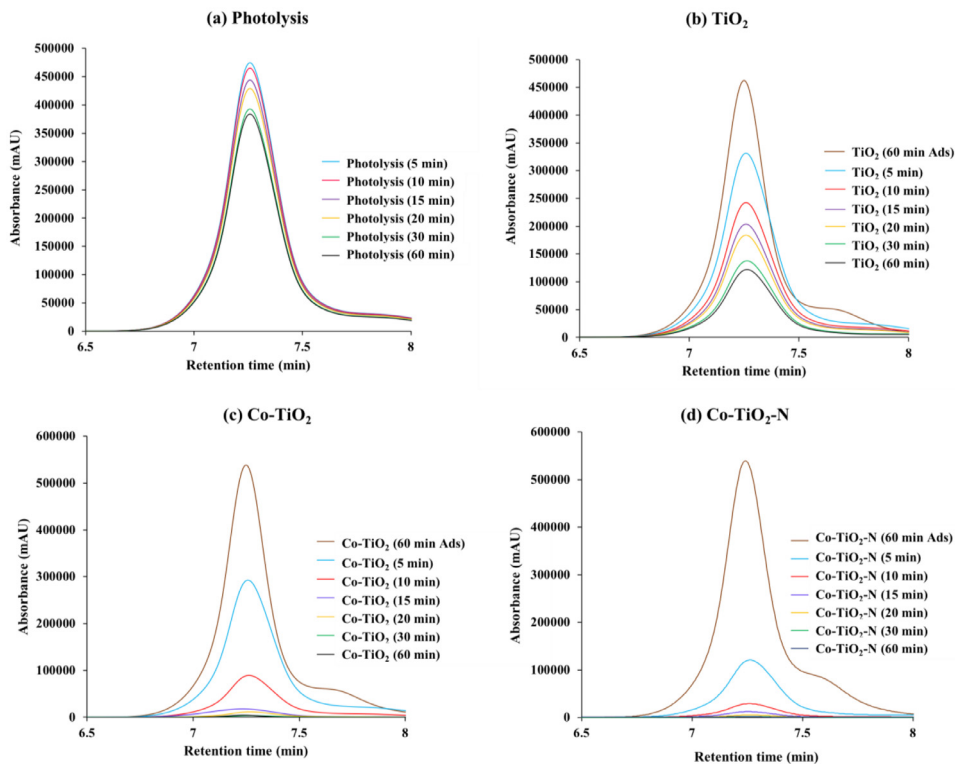 (a) Photolysis
500000
450000
400000
350000
300000
250000
200000
150000
100000
50000
0
Absorbance (mAU)
6.5
7
7.5
8
Retention time (min)
Photolysis (5 min)
Photolysis (10 min)
Photolysis (15 min)
Photolysis (20 min)
Photolysis (30 min)
Photolysis (60 min)
(b) TiO₂
500000
450000
400000
350000
300000
250000
200000
150000
100000
50000
0
Absorbance (mAU)
6.5
7
7.5
8
Retention time (min)
TiO₂ (60 min Ads)
TiO₂ (5 min)
TiO₂ (10 min)
TiO₂ (15 min)
TiO₂ (20 min)
TiO₂ (30 min)
TiO₂ (60 min)
(c) Co-TiO₂
600000
500000
400000
300000
200000
100000
0
Absorbance (mAU)
6.5
7
7.5
8
Retention time (min)
Co-TiO₂ (60 min Ads)
Co-TiO₂ (5 min)
Co-TiO₂ (10 min)
Co-TiO₂ (15 min)
Co-TiO₂ (20 min)
Co-TiO₂ (30 min)
Co-TiO₂ (60 min)
(d) Co-TiO₂-N
600000
500000
400000
300000
200000
100000
0
Absorbance (mAU)
6.5
7
7.5
8
Retention time (min)
Co-TiO₂-N (60 min Ads)
Co-TiO₂-N (5 min)
Co-TiO₂-N (10 min)
Co-TiO₂-N (15 min)
Co-TiO₂-N (20 min)
Co-TiO₂-N (30 min)
Co-TiO₂-N (60 min)